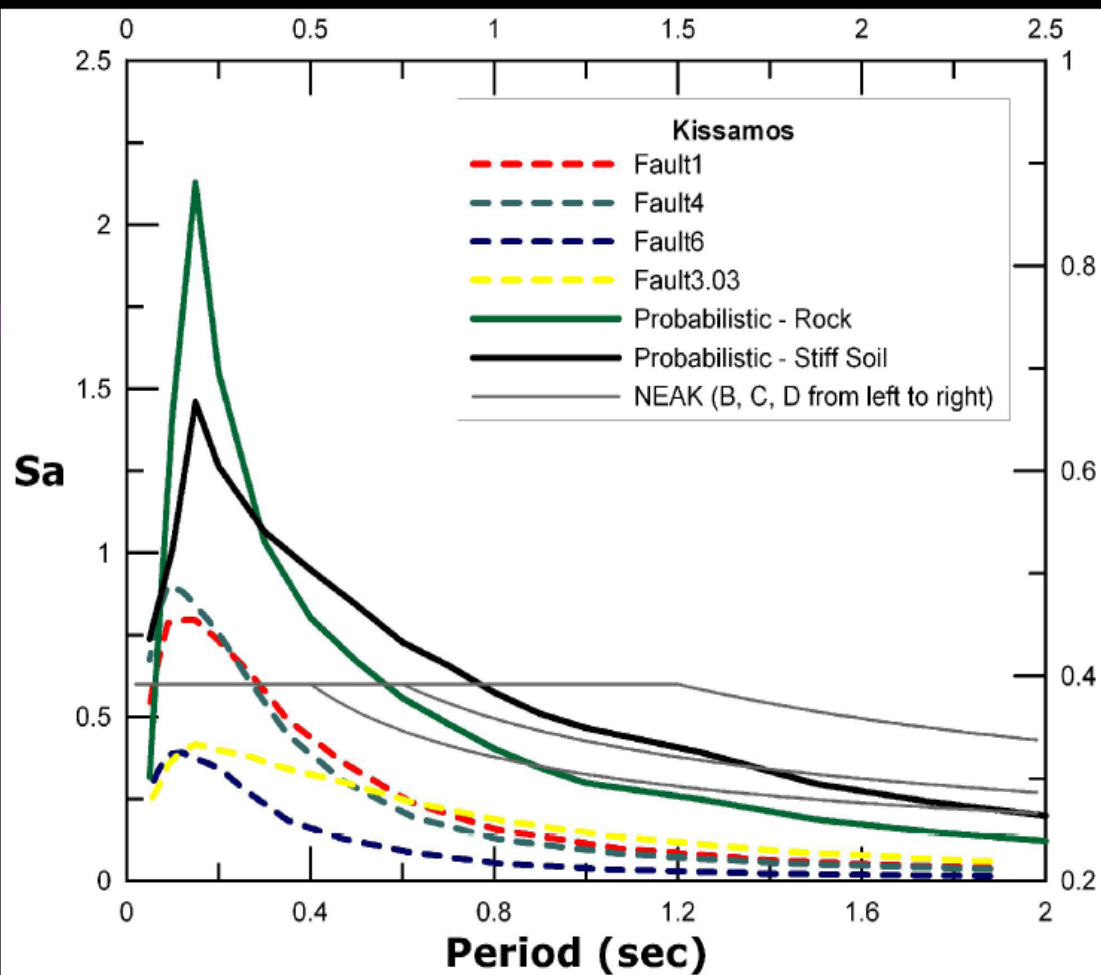 0 0.5 1 1.5 2 2.5
2.5 1
Kissamos
Fault1
Fault4
Fault6
Fault3.03
Probabilistic - Rock
Probabilistic - Stiff Soil
NEAK (B, C, D from left to right)
2 0.8
1.5
Sa 0.6
1
0.4
0.5
0 0.2
0 0.4 0.8 1.2 1.6 2
Period (sec)